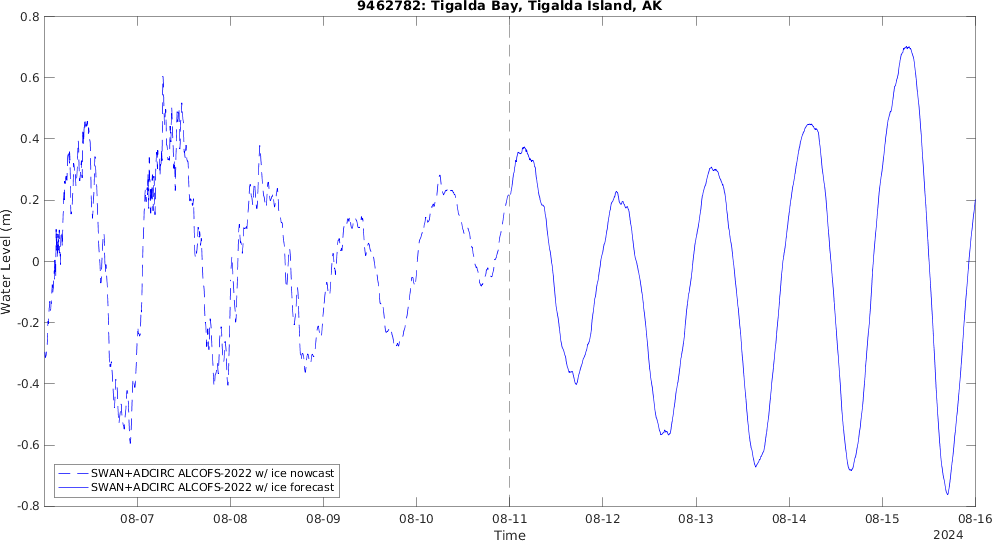 9462782: Tigalda Bay, Tigalda Island, AK
Water Level (m)
0.8
0.6
0.4
0.2
0
-0.2
-0.4
-0.6
-0.8
SWAN+ADCIRC ALCOFS-2022 w/ ice nowcast
SWAN+ADCIRC ALCOFS-2022 w/ ice forecast
08-07 08-08 08-09 08-10 08-11 08-12 08-13 08-14 08-15 08-16
Time
2024